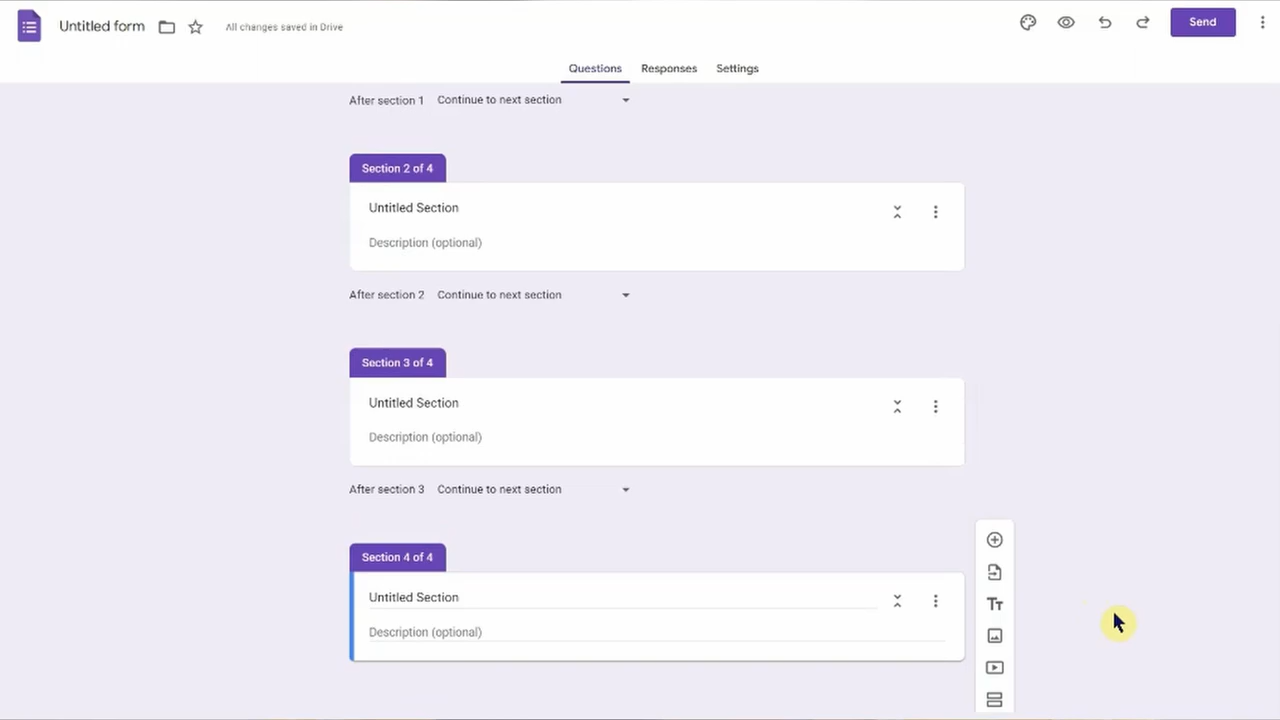 Untitled form
All changes saved in Drive
Send
Questions
Responses
Settings
After section 1 Continue to next section
Section 2 of 4
Untitled Section
Description (optional)
After section 2 Continue to next section
Section 3 of 4
Untitled Section
Description (optional)
After section 3 Continue to next section
Section 4 of 4
Untitled Section
Description (optional)
Tт